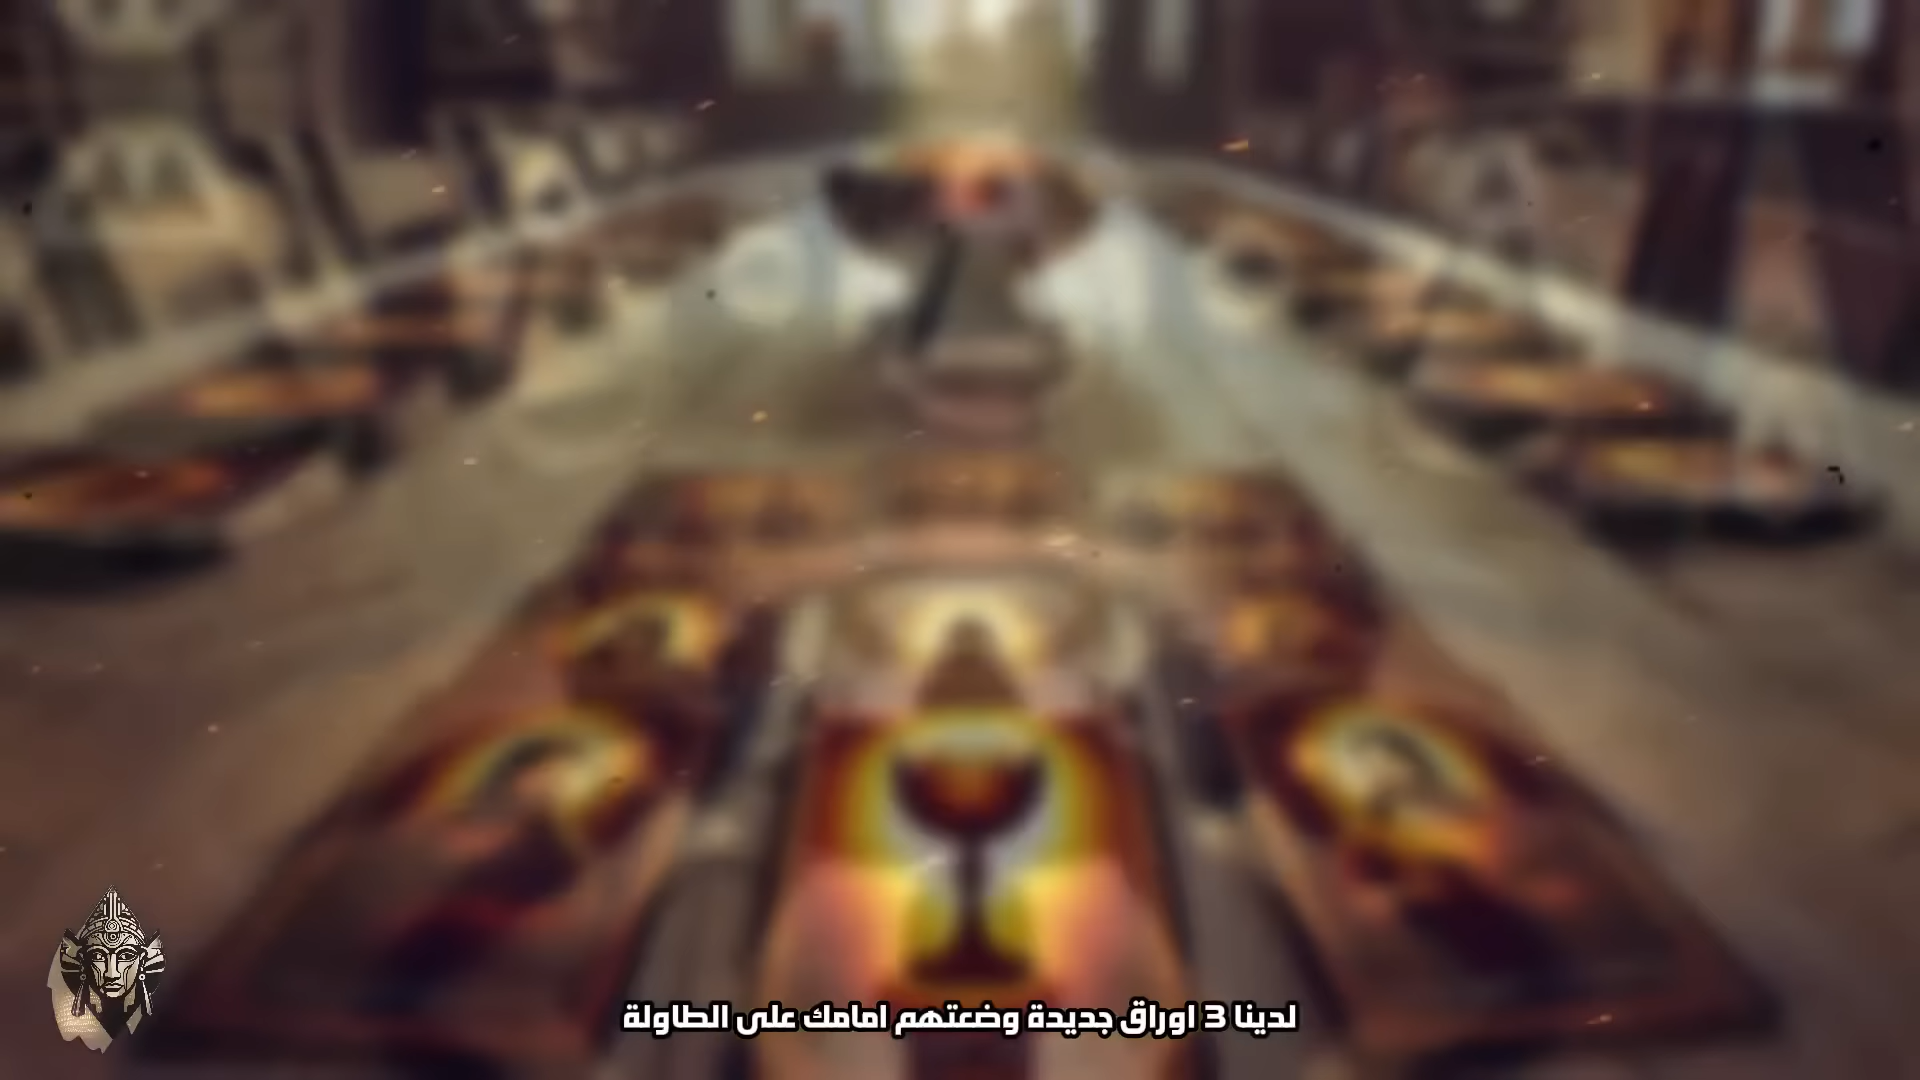 لدينا 3 اوراق جديدة وضعتهم امامك على الطاولة